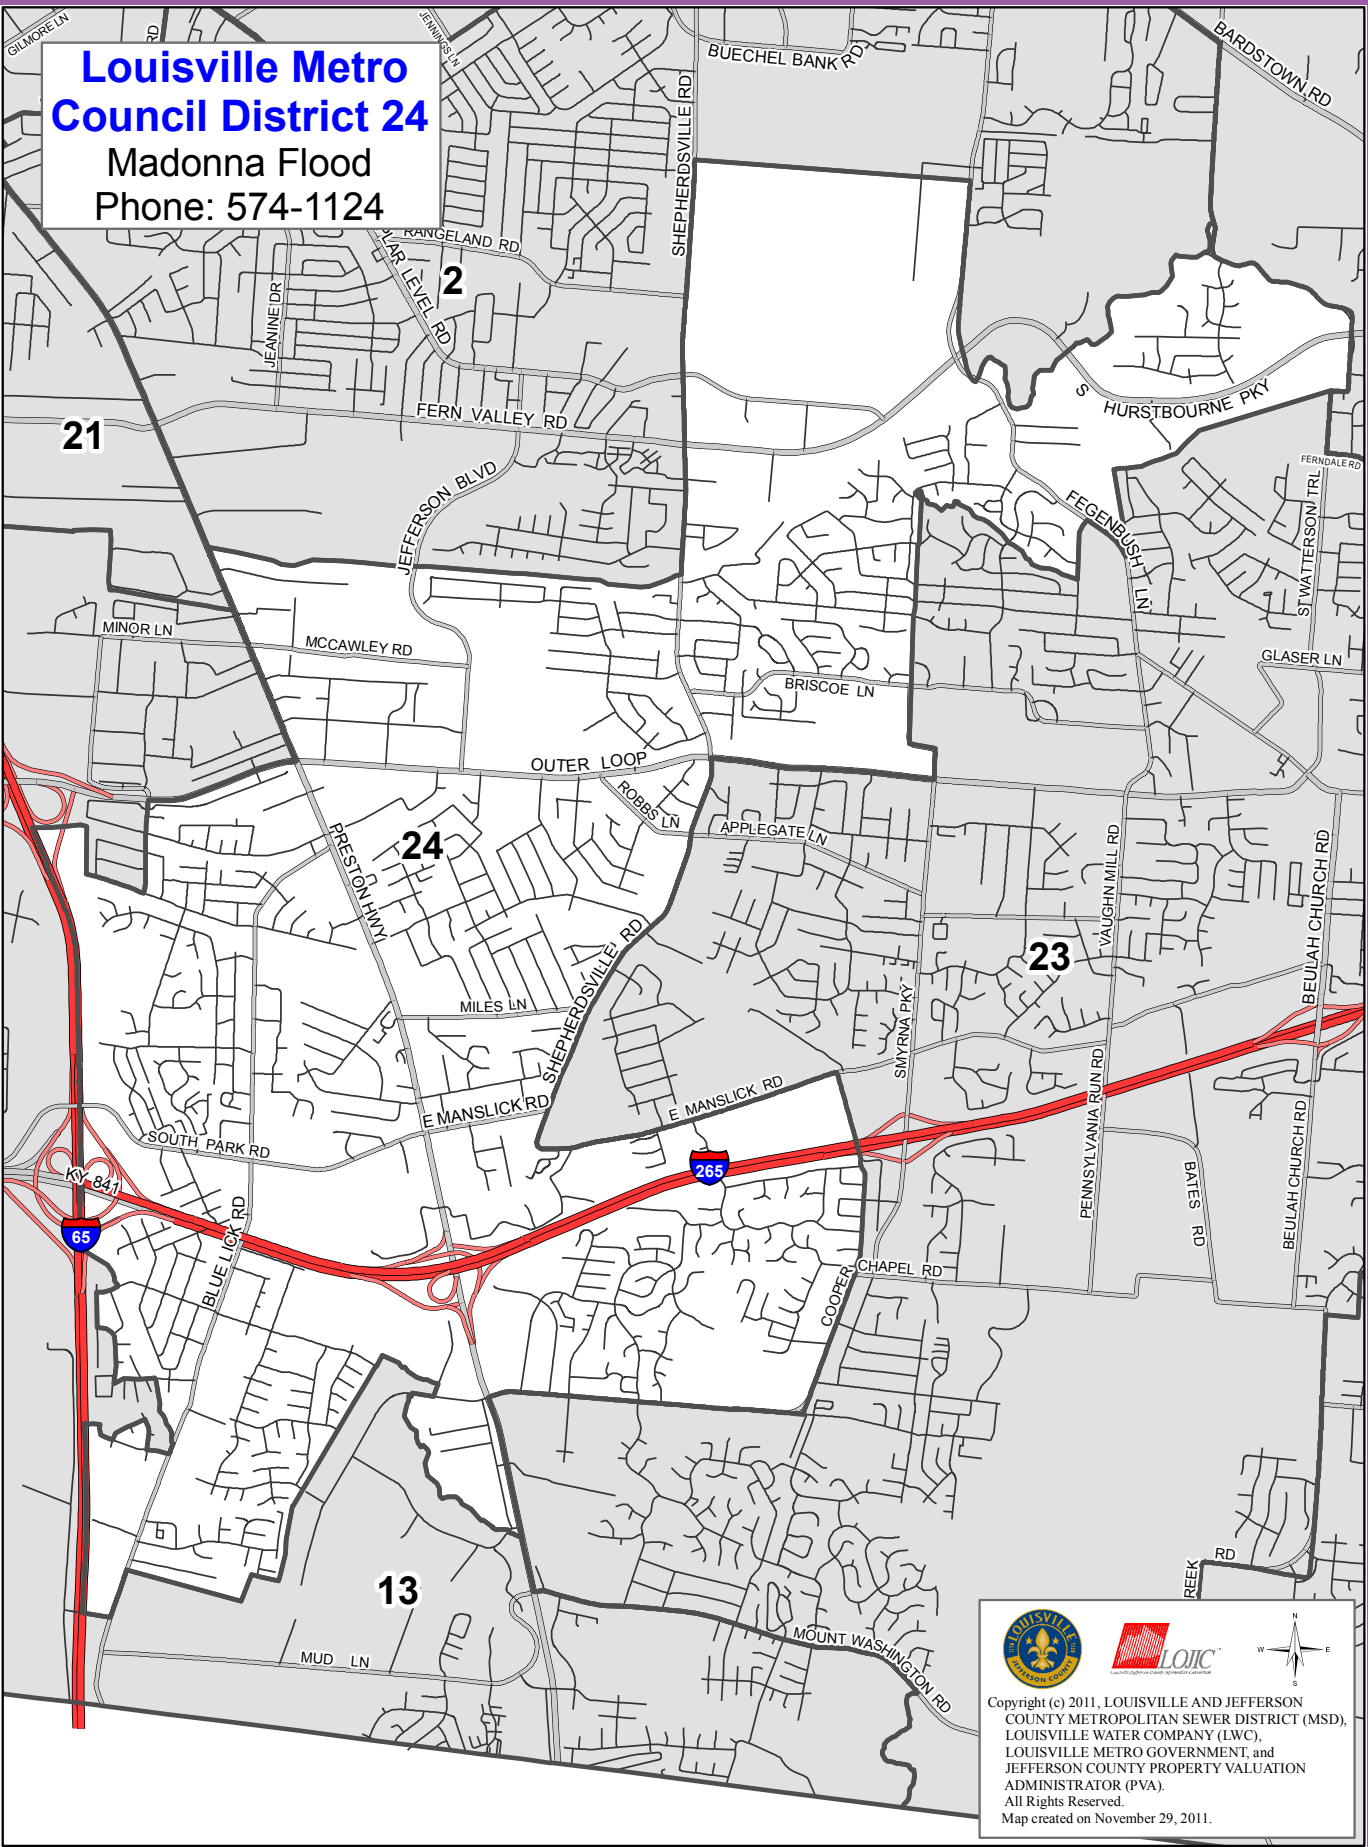 GILMORE LN
RD
JENNINGS LN
Louisville Metro
Council District 24
Madonna Flood
Phone: 574-1124
BUECHEL BANK RD
BARDSTOWN RD
SHEPHERDSVILLE RD
RANGELAND RD
LAR LEVEL RD
2
JEANINE DR
S HURSTBOURNE PKY
FERN VALLEY RD
21
FERNDALE RD
JEFFERSON BLVD
FEGENBUSH LN
S WATTERSON TRL
MINOR LN
MCCAWLEY RD
GLASER LN
BRISCOE LN
OUTER LOOP
ROBBS LN
APPLEGATE LN
PRESTON HWY
24
VAUGHN MILL RD
BEULAH CHURCH RD
23
SHEPHERDSVILLE RD
MILES LN
SMYRNA PKY
E MANSLICK RD
E MANSLICK RD
PENNSYLVANIA RUN RD
BEULAH CHURCH RD
SOUTH PARK RD
265
KY 841
BATES RD
65
BLUE LICK RD
COOPER CHAPEL RD
13
RD
REEK
MOUNT WASHINGTON RD
MUD LN
LOUISVILLE
JEFFERSON COUNTY
LOJIC
N
W
E
S
Copyright (c) 2011, LOUISVILLE AND JEFFERSON
COUNTY METROPOLITAN SEWER DISTRICT (MSD),
LOUISVILLE WATER COMPANY (LWC),
LOUISVILLE METRO GOVERNMENT, and
JEFFERSON COUNTY PROPERTY VALUATION
ADMINISTRATOR (PVA).
All Rights Reserved.
Map created on November 29, 2011.